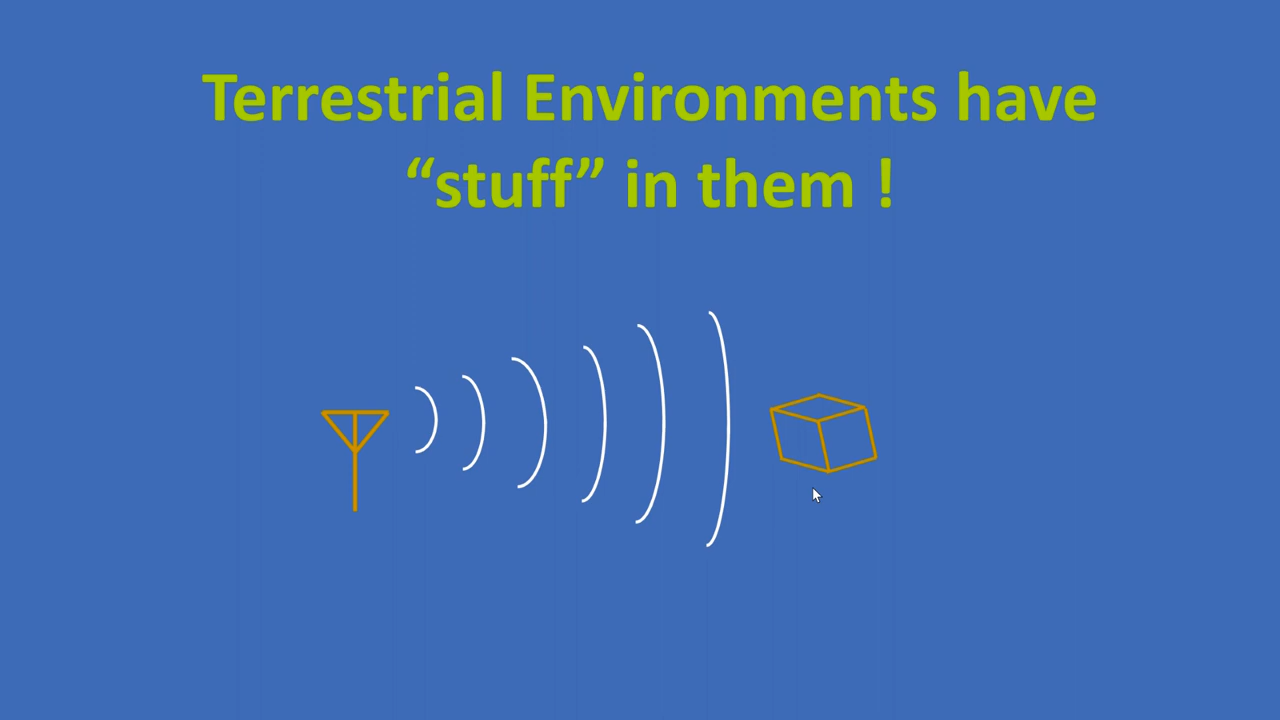 Terrestrial Environments have
“stuff” in them !